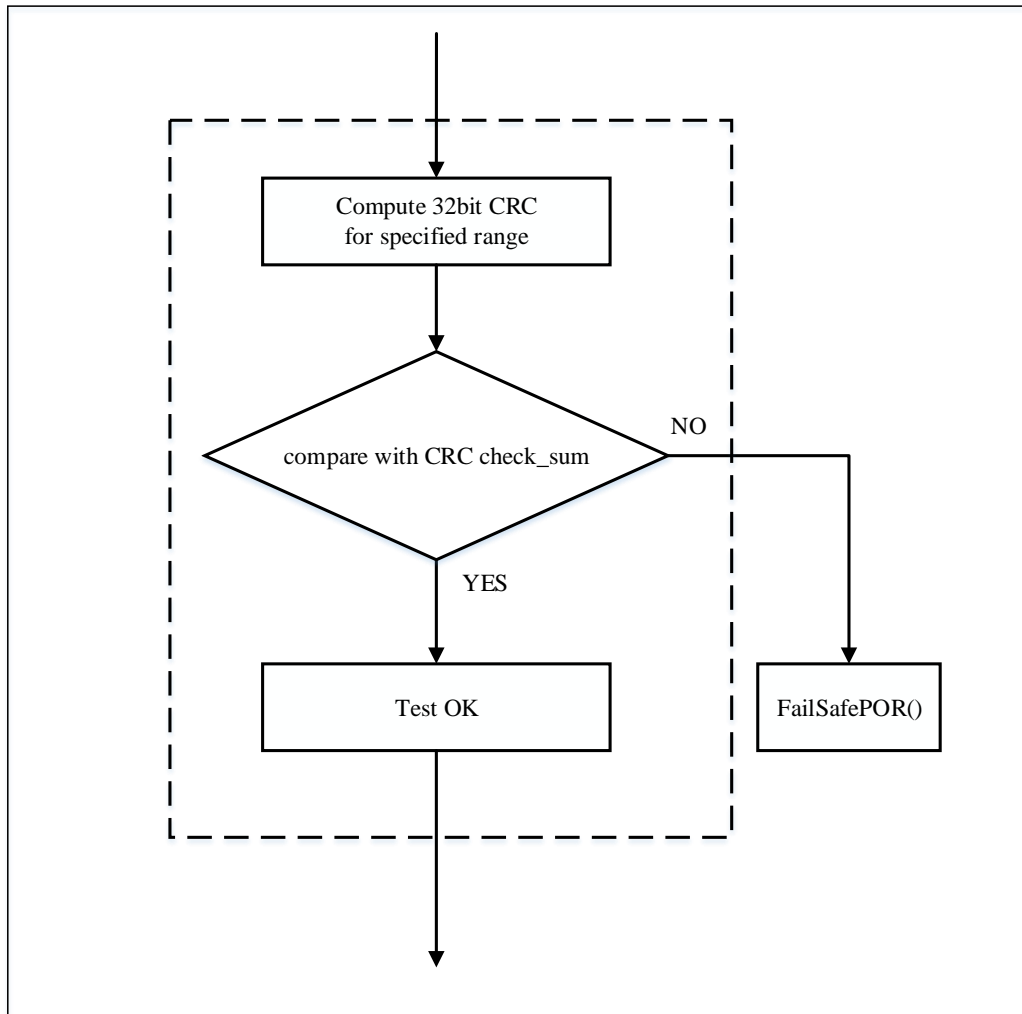 Compute 32bit CRC
for specified range
compare with CRC check_sum
NO
YES
Test OK
FailSafePOR()